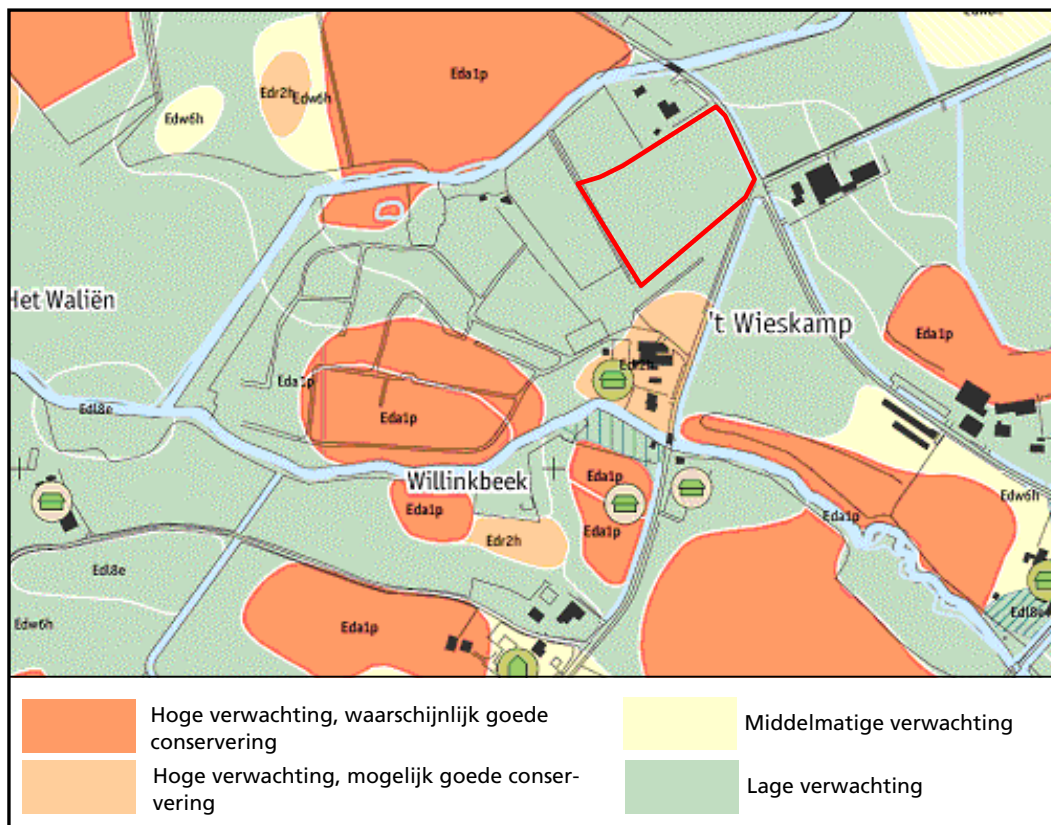 Eda1p
Edr2h
Edw6h
Edw6h
Het Waliën
't Wieskamp
Eda1p
Eda1p
Eda1p
Edl8e
Willinkbeek
Eda1p
Eda1p
Eda1p
Eda1p
Edr2h
Edw6h
Edl8e
Edl8e
Edw6h
Eda1p
Hoge verwachting, waarschijnlijk goede
conservering
Hoge verwachting, mogelijk goede conser-
vering
Middelmatige verwachting
Lage verwachting